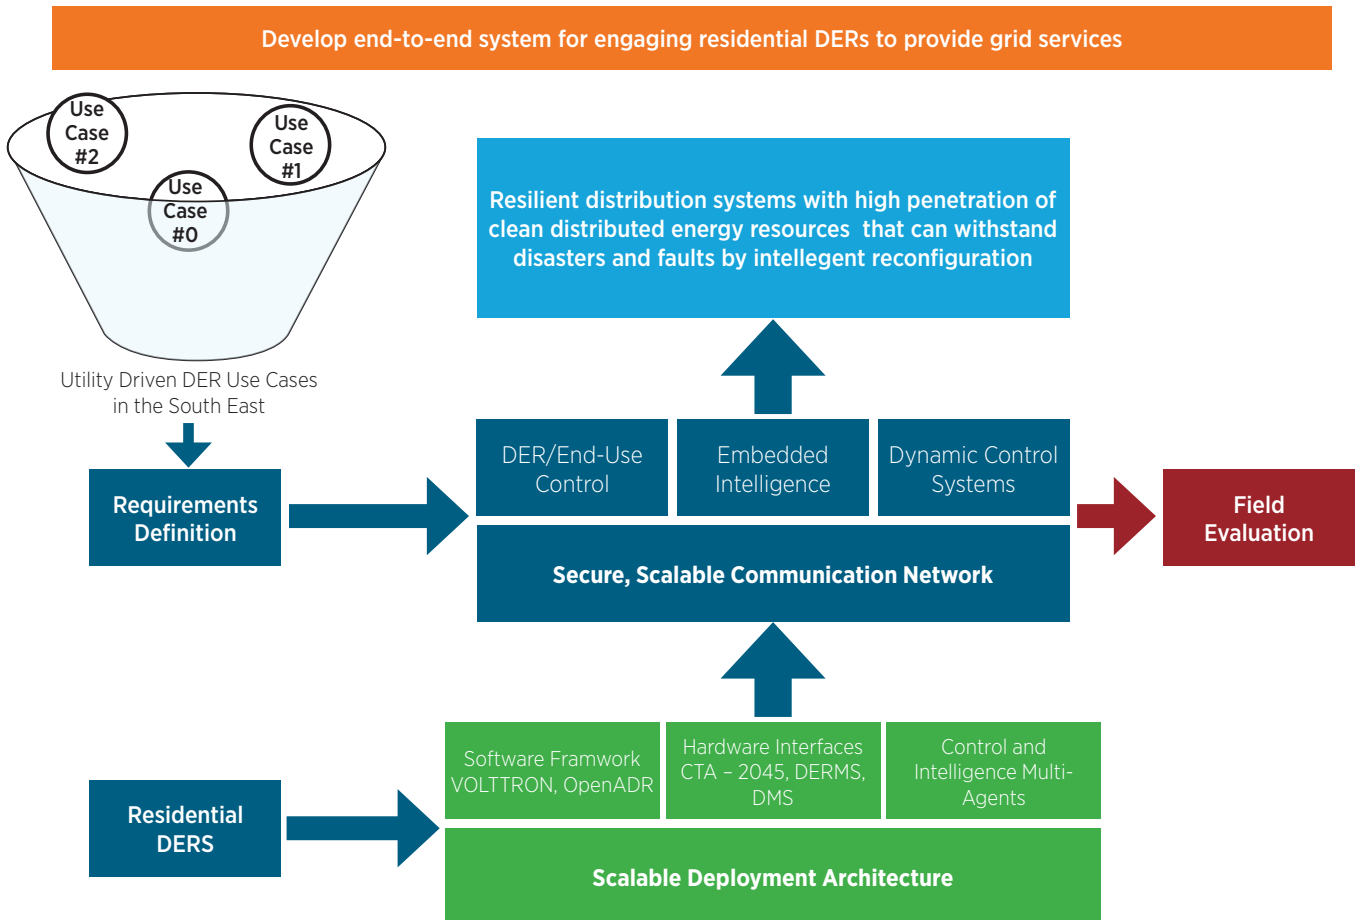 Develop end-to-end system for engaging residential DERs to provide grid services
Use
Case
#2
Use
Case
#1
Use
Case
#0
Utility Driven DER Use Cases
in the South East
Resilient distribution systems with high penetration of
clean distributed energy resources that can withstand
disasters and faults by intellegent reconfiguration
Requirements
Definition
DER/End-Use
Control
Embedded
Intelligence
Dynamic Control
Systems
Secure, Scalable Communication Network
Field
Evaluation
Residential
DERS
Software Framwork
VOLTTRON, OpenADR
Hardware Interfaces
CTA – 2045, DERMS,
DMS
Control and
Intelligence Multi-
Agents
Scalable Deployment Architecture